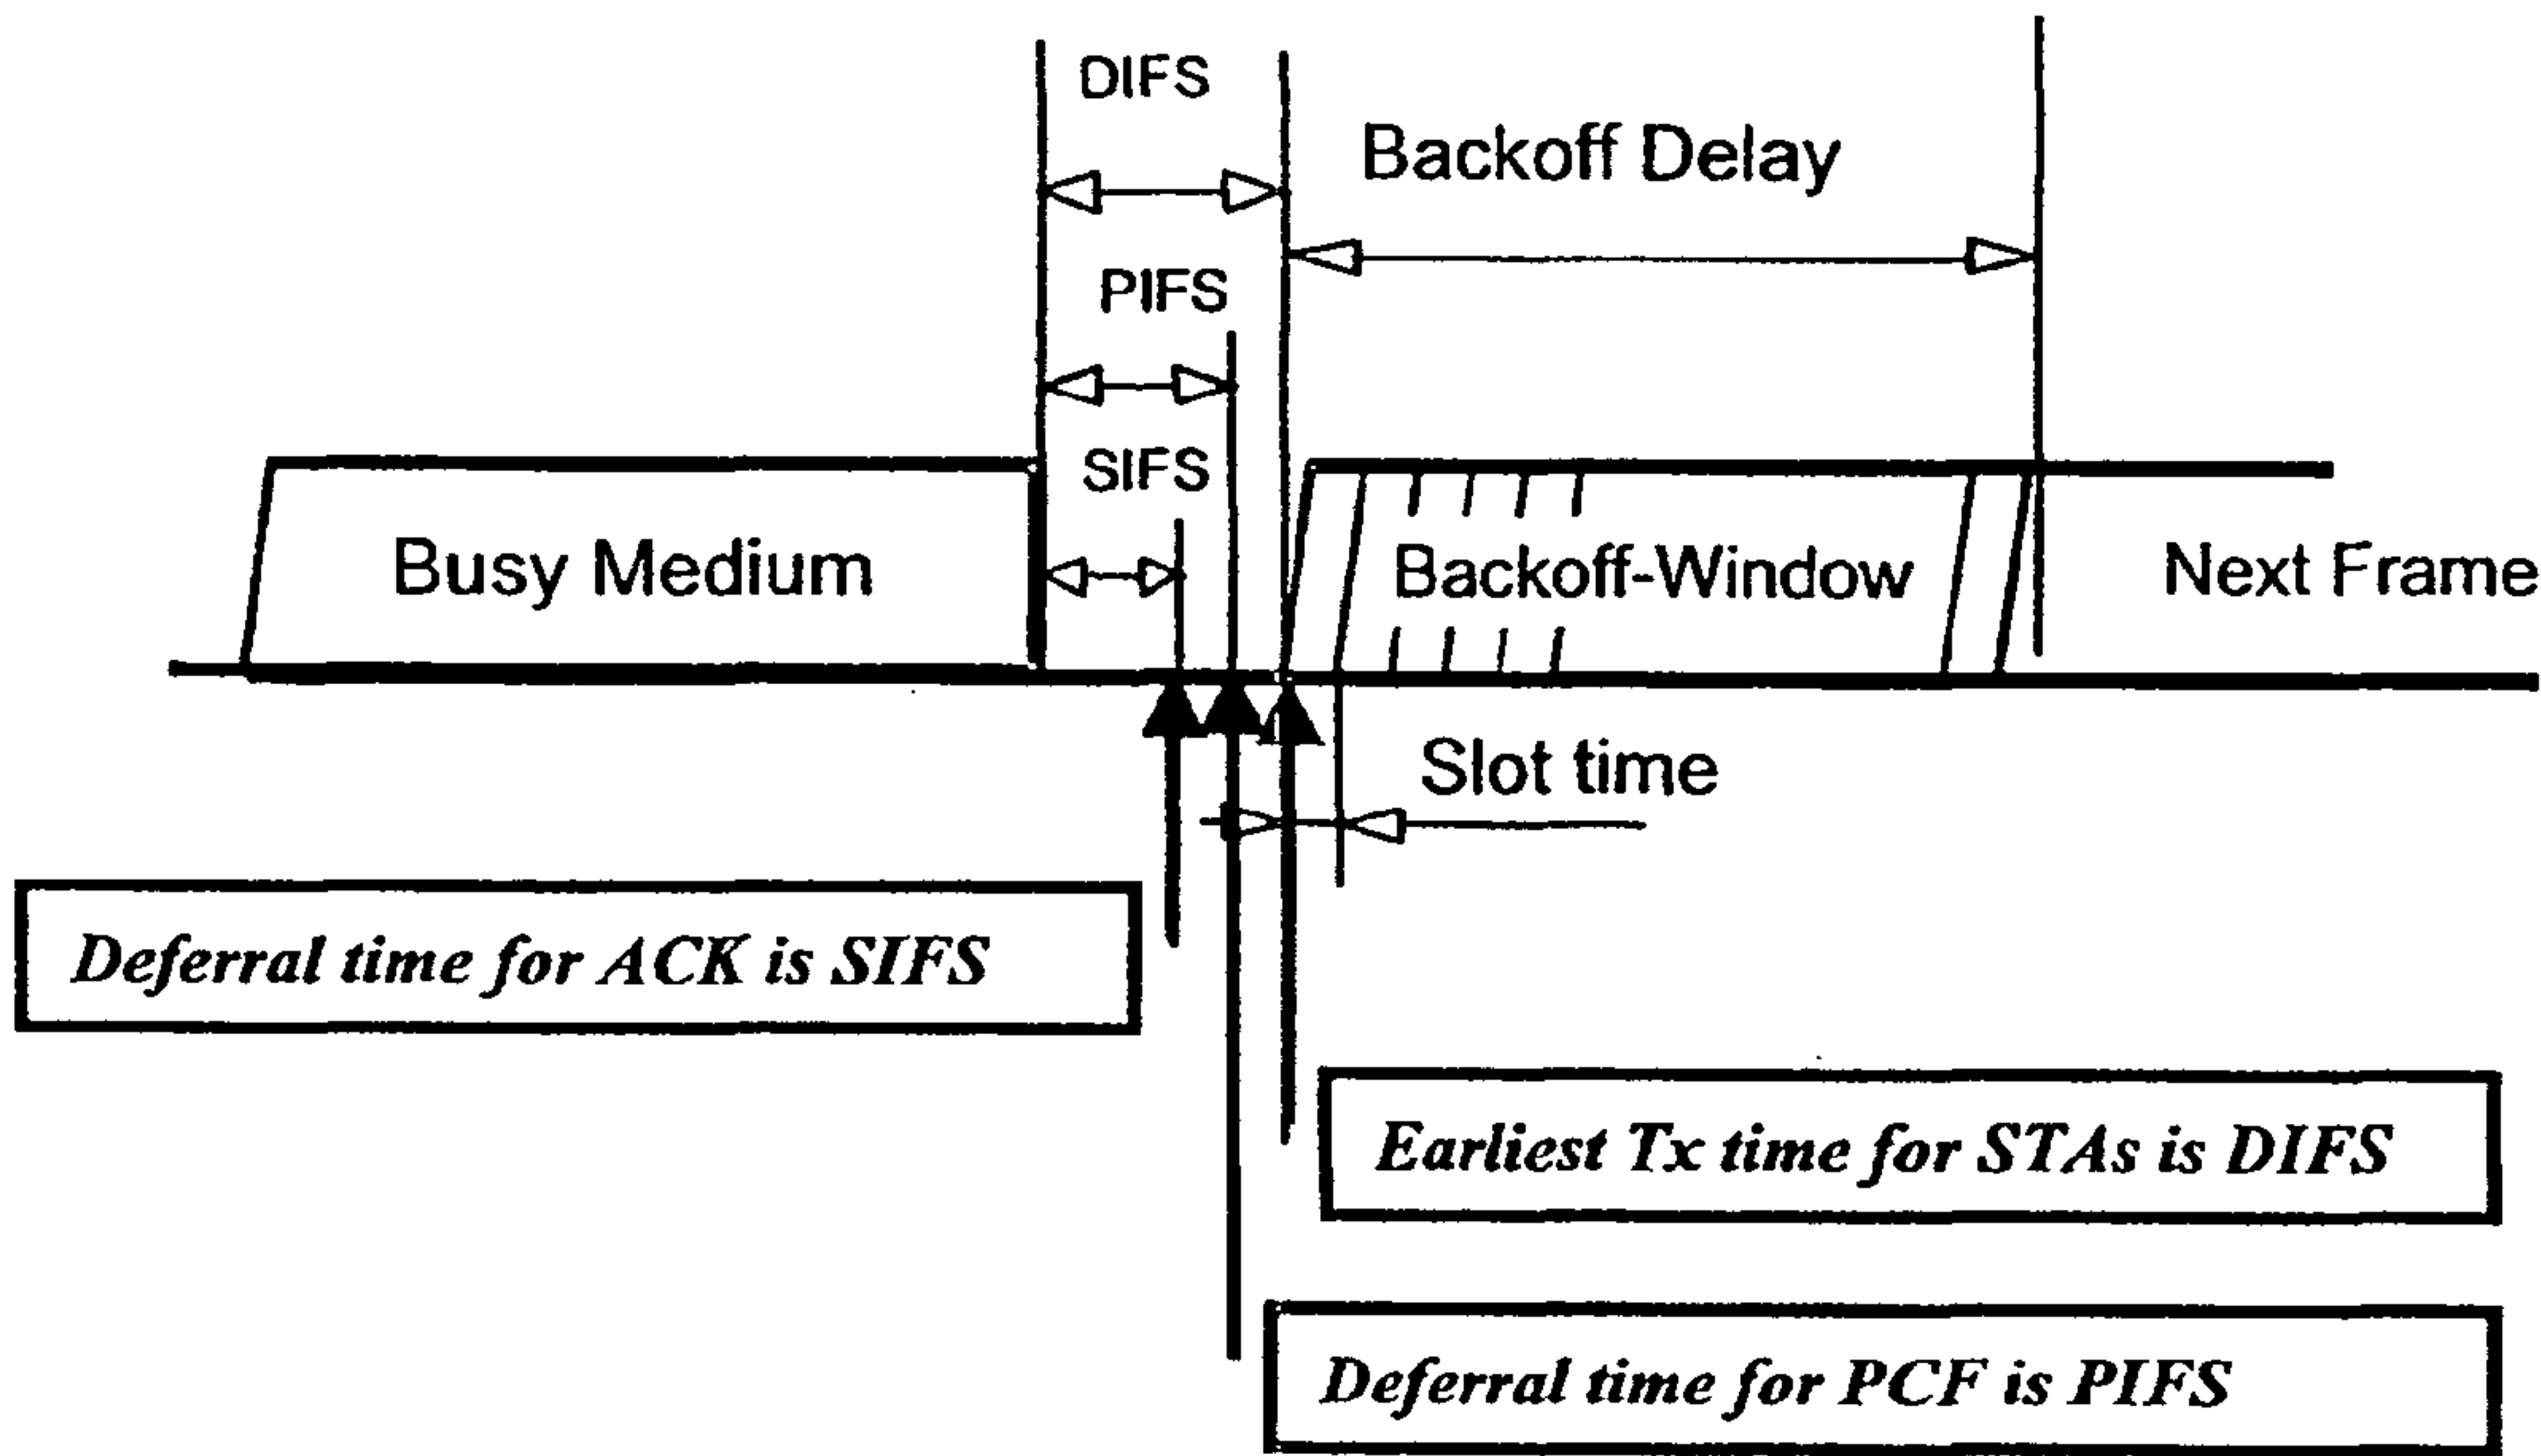 DIFS
Backoff Delay
PIFS
SIFS
Busy Medium
Backoff-Window
Next Frame
Slot time
Deferral time for ACK is SIFS
Earliest Tx time for STAs is DIFS
Deferral time for PCF is PIFS